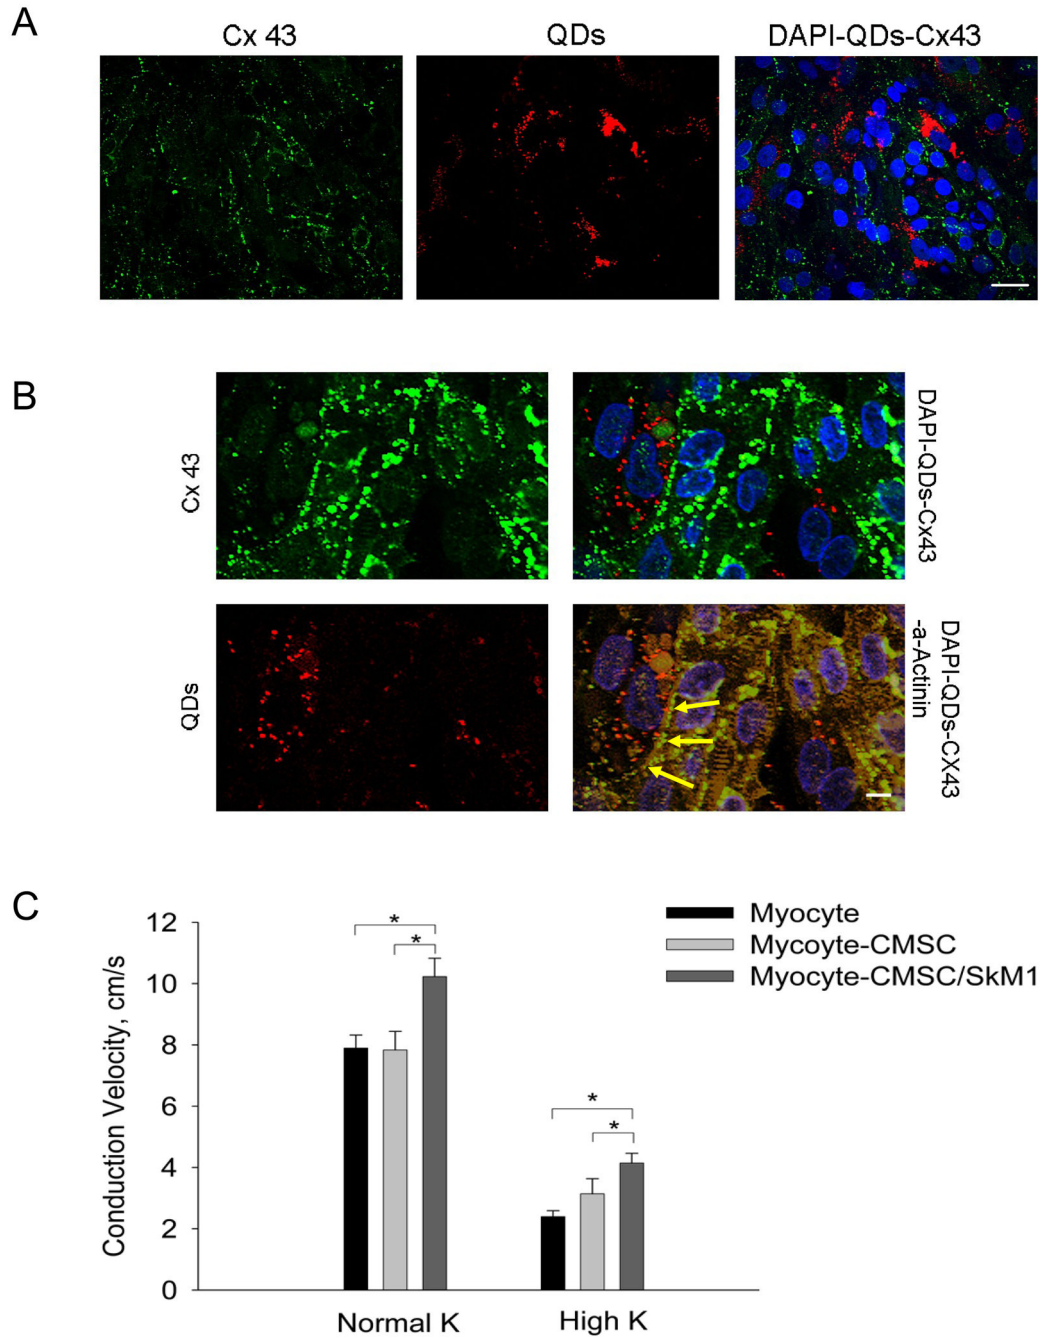 A
Cx 43
QDs
DAPI-QDs-Cx43
B
Cx 43
DAPI-QDs-Cx43
QDs
DAPI-QDs-CX43
-a-Actinin
C
Conduction Velocity, cm/s
12
10
8
6
4
2
0
*
*
*
*
Myocyte
Mycoyte-CMSC
Myocyte-CMSC/SkM1
Normal K
High K